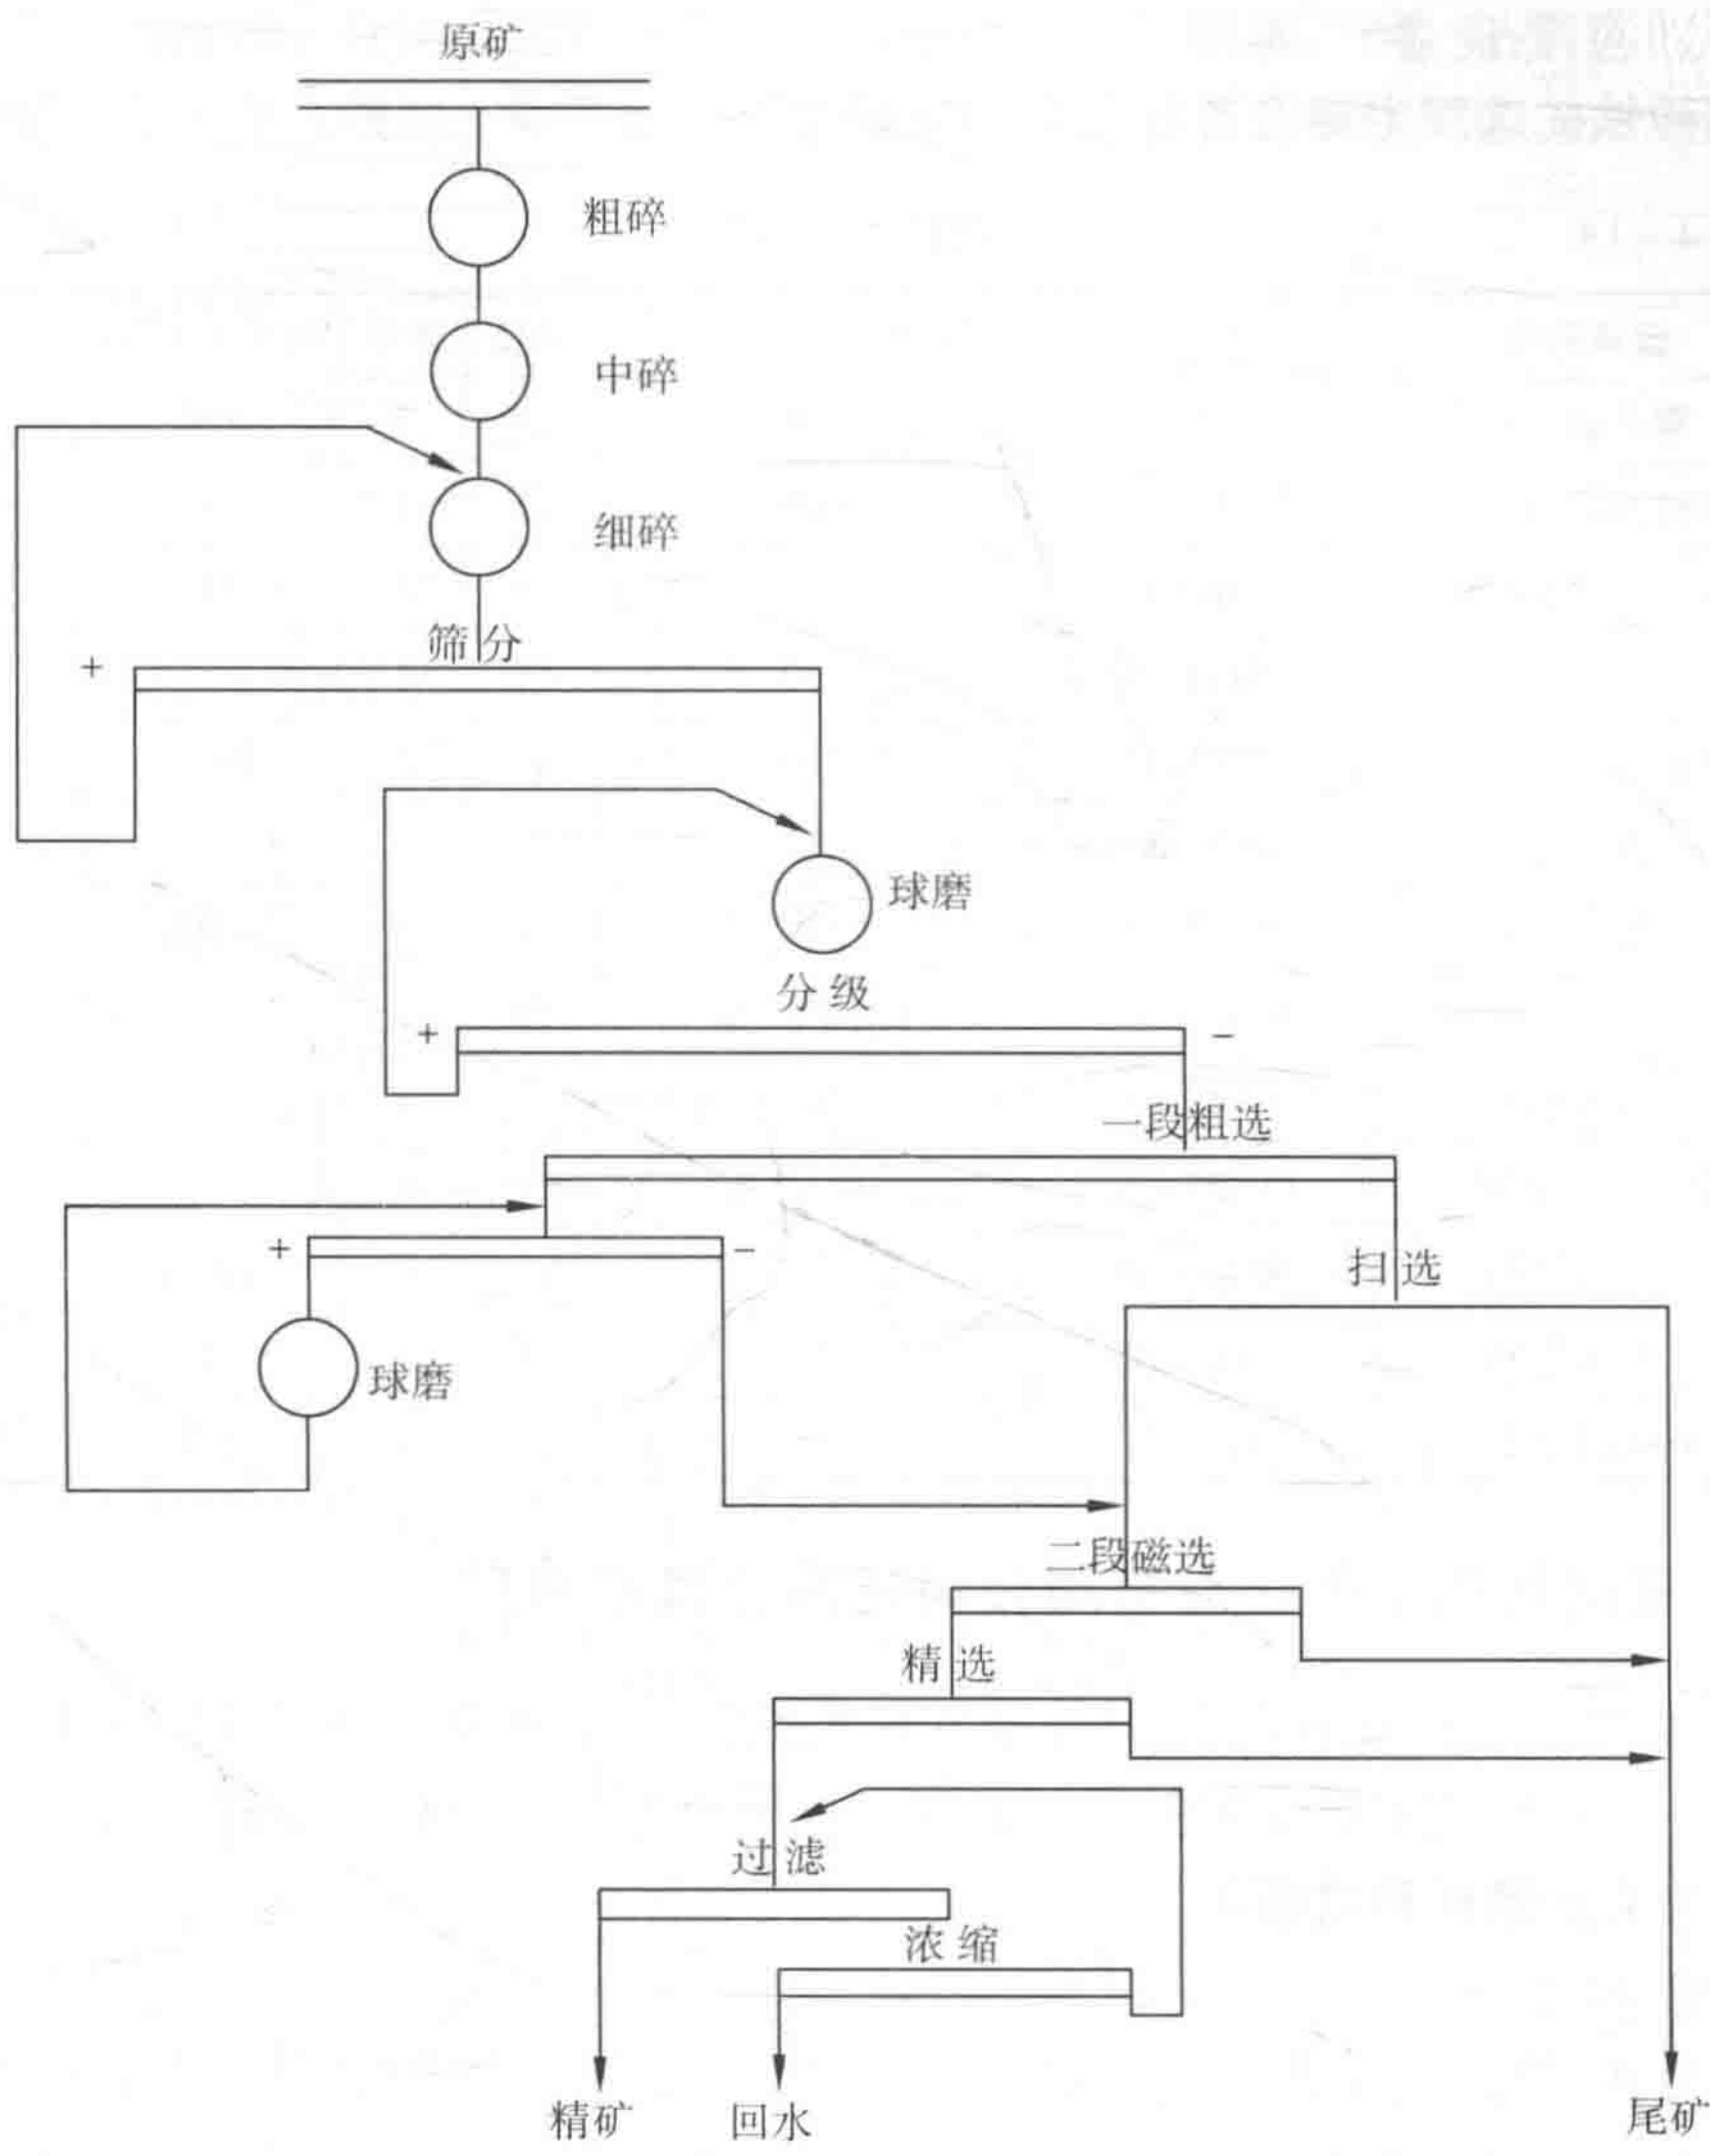 原矿
粗碎
中碎
细碎
筛分
+
球磨
分级
+ −
一段粗选
+ −
扫选
球磨
二段磁选
精选
过滤
浓缩
精矿 回水 尾矿